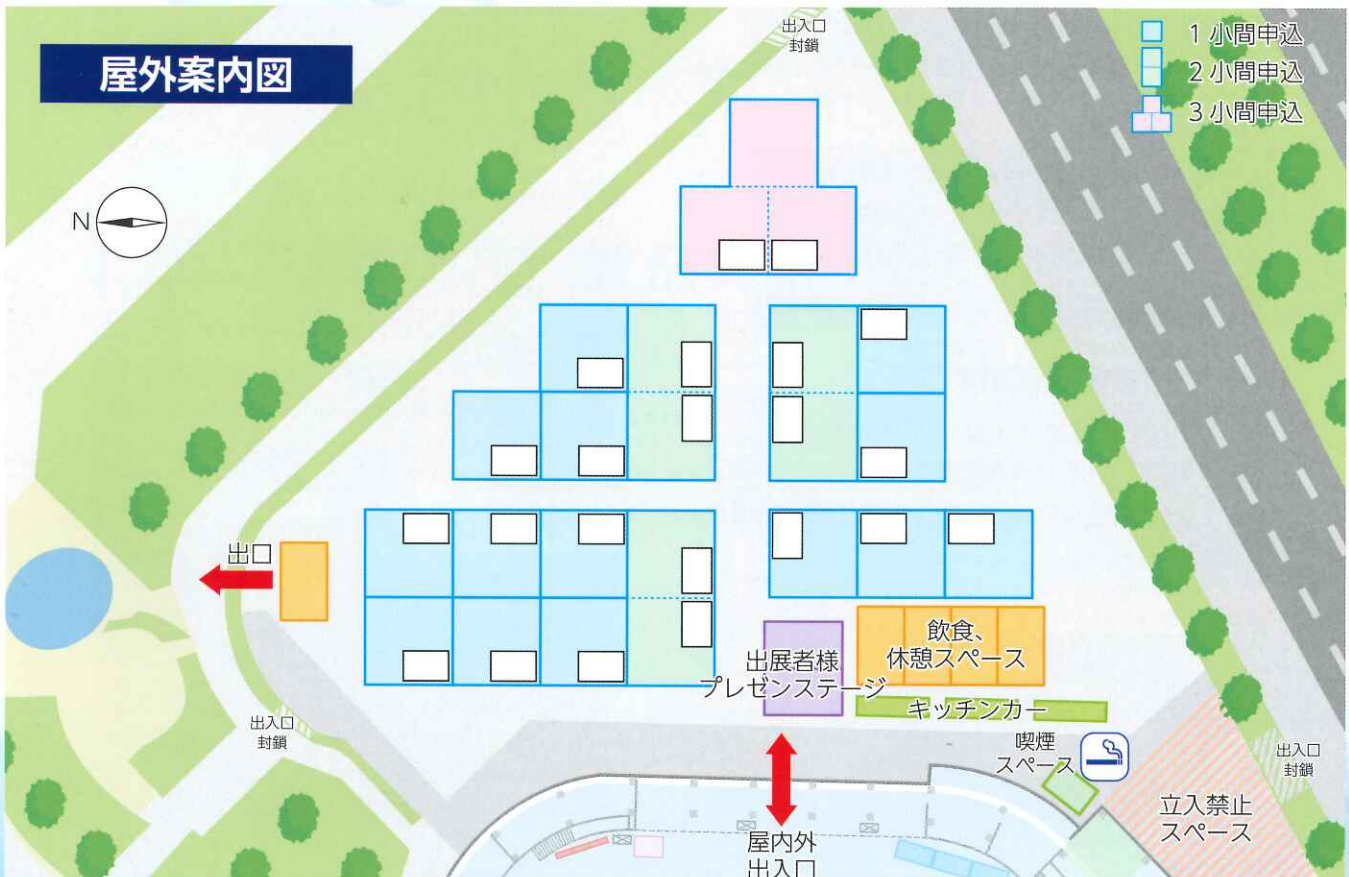 屋外案内図
出入口
封鎖
1 小間申込
2 小間申込
3 小間申込
N
出口
飲食、
休憩スペース
出展者様
プレゼンステージ
キッチンカー
出入口
封鎖
喫煙
スペース
出入口
封鎖
立入禁止
スペース
屋内外
出入口